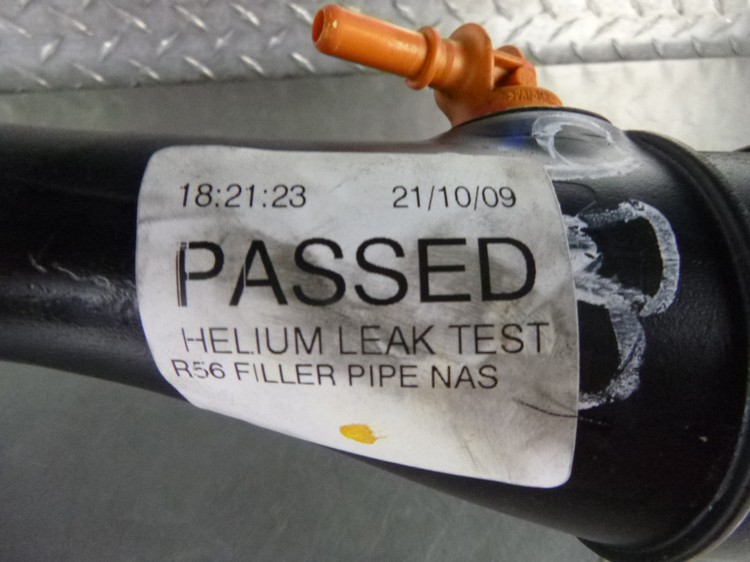 18:21:23 21/10/09
PASSED
HELIUM LEAK TEST
R56 FILLER PIPE NAS